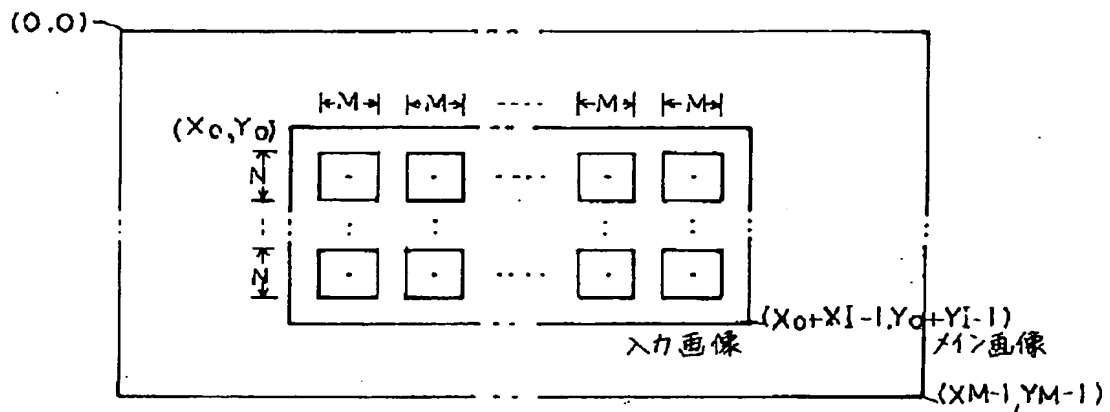 (0,0)
M M M M
(X0,Y0)
N
N
(X0+XI-1,Y0+YI-1)
入力画像 メイン画像
(XM-1,YM-1)